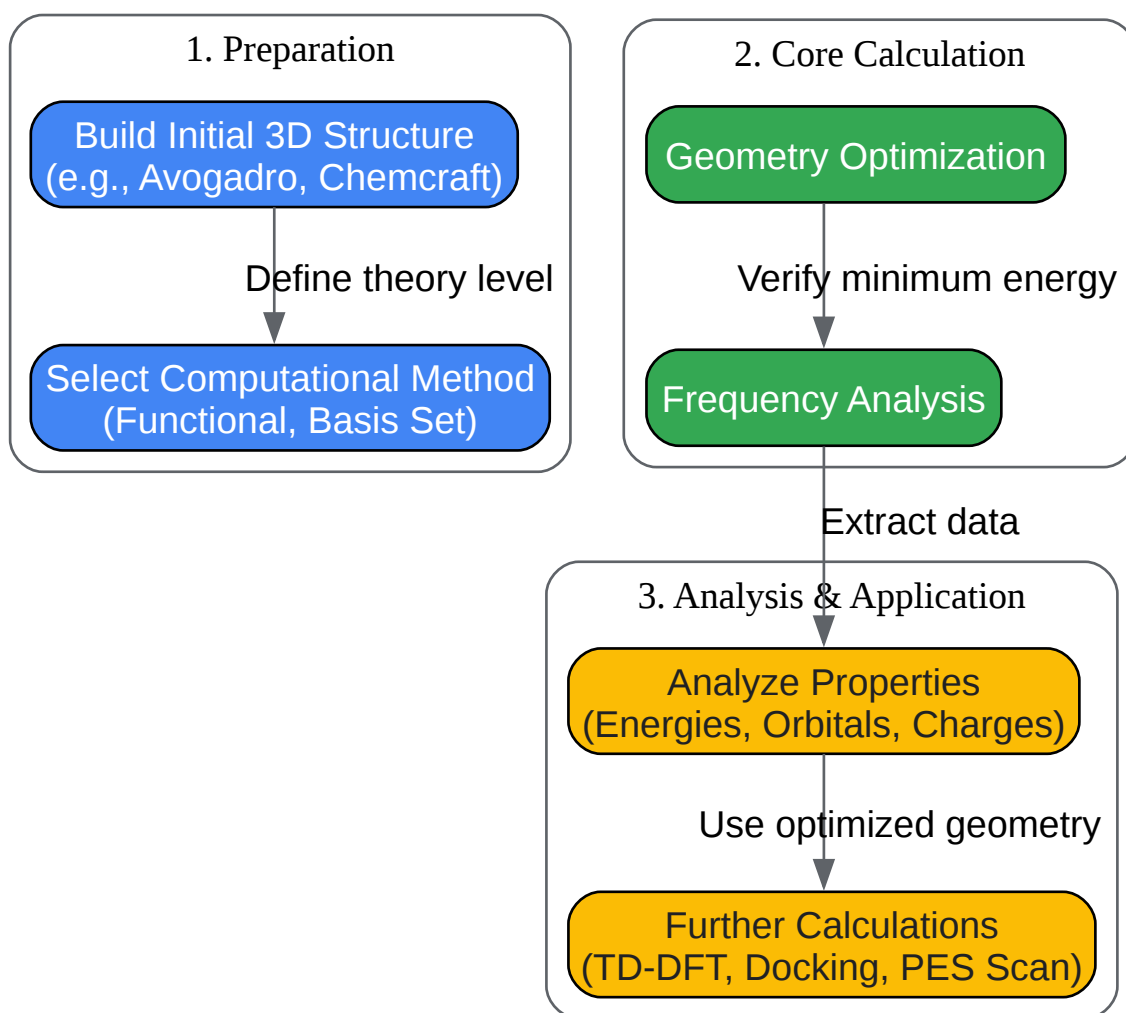 1. Preparation
Build Initial 3D Structure
(e.g., Avogadro, Chemcraft)
Define theory level
Select Computational Method
(Functional, Basis Set)
2. Core Calculation
Geometry Optimization
Verify minimum energy
Frequency Analysis
Extract data
3. Analysis & Application
Analyze Properties
(Energies, Orbitals, Charges)
Use optimized geometry
Further Calculations
(TD-DFT, Docking, PES Scan)